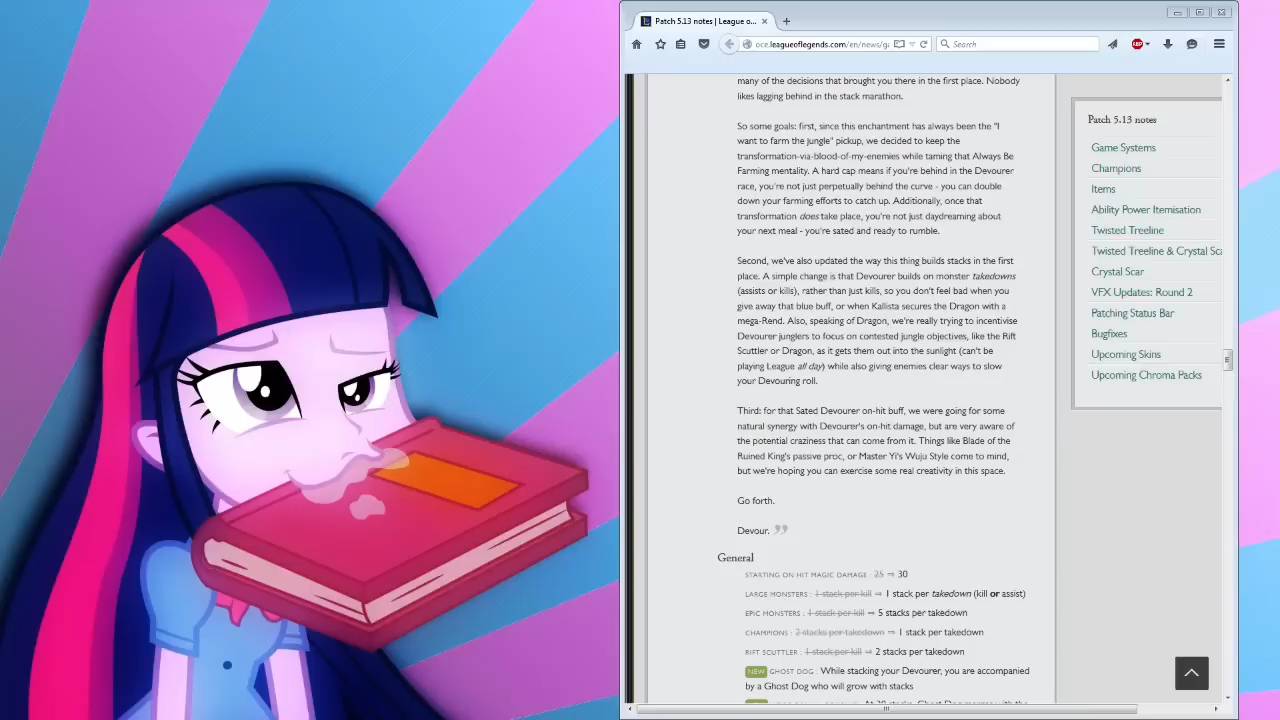 Patch 5.13 notes | League o...
oce.leagueoflegends.com/en/news/g
Search
ABP
many of the decisions that brought you there in the first place. Nobody
likes lagging behind in the stack marathon.
So some goals: first, since this enchantment has always been the "I
want to farm the jungle" pickup, we decided to keep the
transformation-via-blood-of-my-enemies while taming that Always Be
Farming mentality. A hard cap means if you're behind in the Devourer
race, you're not just perpetually behind the curve - you can double
down your farming efforts to catch up. Additionally, once that
transformation does take place, you're not just daydreaming about
your next meal - you're sated and ready to rumble.
Second, we've also updated the way this thing builds stacks in the first
place. A simple change is that Devourer builds on monster takedowns
(assists or kills), rather than just kills, so you don't feel bad when you
give away that blue buff, or when Kallista secures the Dragon with a
mega-Rend. Also, speaking of Dragon, we're really trying to incentivise
Devourer junglers to focus on contested jungle objectives, like the Rift
Scuttler or Dragon, as it gets them out into the sunlight (can't be
playing League all day) while also giving enemies clear ways to slow
your Devouring roll.
Third: for that Sated Devourer on-hit buff, we were going for some
natural synergy with Devourer's on-hit damage, but are very aware of
the potential craziness that can come from it. Things like Blade of the
Ruined King's passive proc, or Master Yi's Wuju Style come to mind,
but we're hoping you can exercise some real creativity in this space.
Go forth.
Devour. ”
General
STARTING ON HIT MAGIC DAMAGE : 25 ⇒ 30
LARGE MONSTERS : 1 stack per kill ⇒ 1 stack per takedown (kill or assist)
EPIC MONSTERS : 1 stack per kill ⇒ 5 stacks per takedown
CHAMPIONS : 2 stacks per takedown ⇒ 1 stack per takedown
RIFT SCUTTLER : 1 stack per kill ⇒ 2 stacks per takedown
NEW GHOST DOG : While stacking your Devourer, you are accompanied
by a Ghost Dog who will grow with stacks
Patch 5.13 notes
Game Systems
Champions
Items
Ability Power Itemisation
Twisted Treeline
Twisted Treeline & Crystal Sca
Crystal Scar
VFX Updates: Round 2
Patching Status Bar
Bugfixes
Upcoming Skins
Upcoming Chroma Packs